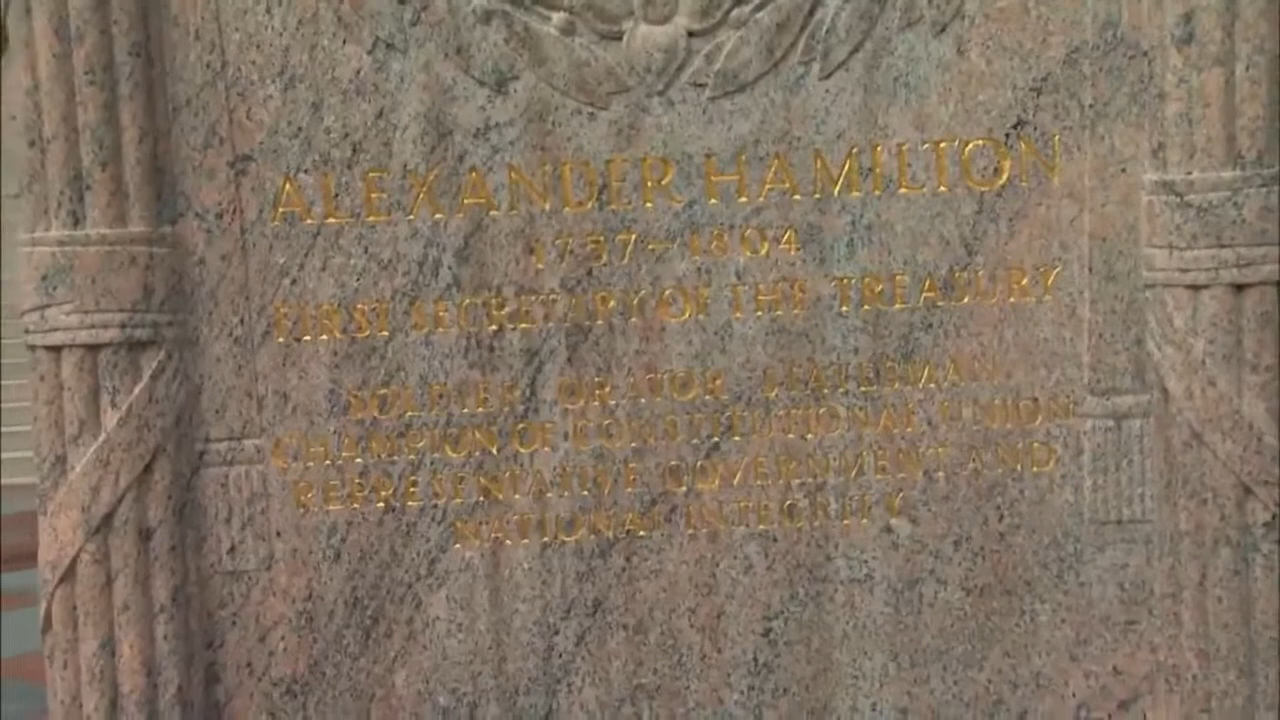 ALEXANDER HAMILTON
1757-1804
FIRST SECRETARY OF THE TREASURY
SOLDIER ORATOR STATESMAN
CHAMPION OF CONSTITUTIONAL UNION
REPRESENTATIVE GOVERNMENT AND
NATIONAL INTEGRITY